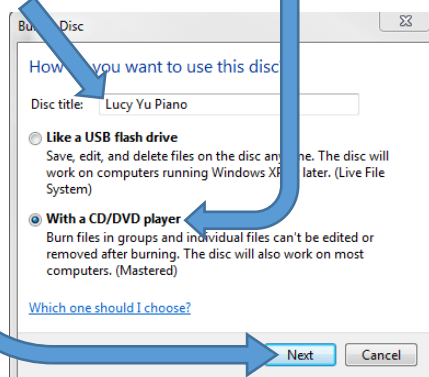 Bu Disc
How you want to use this disc
Disc title: Lucy Yu Piano
Like a USB flash drive
Save, edit, and delete files on the disc The disc will
work on computers running Windows later. (Live File
System)
With a CD/DVD player
Burn files in groups and individual files can't be edited or
removed after burning. The disc will also work on most
computers. (Mastered)
Which one should I choose?
Next Cancel